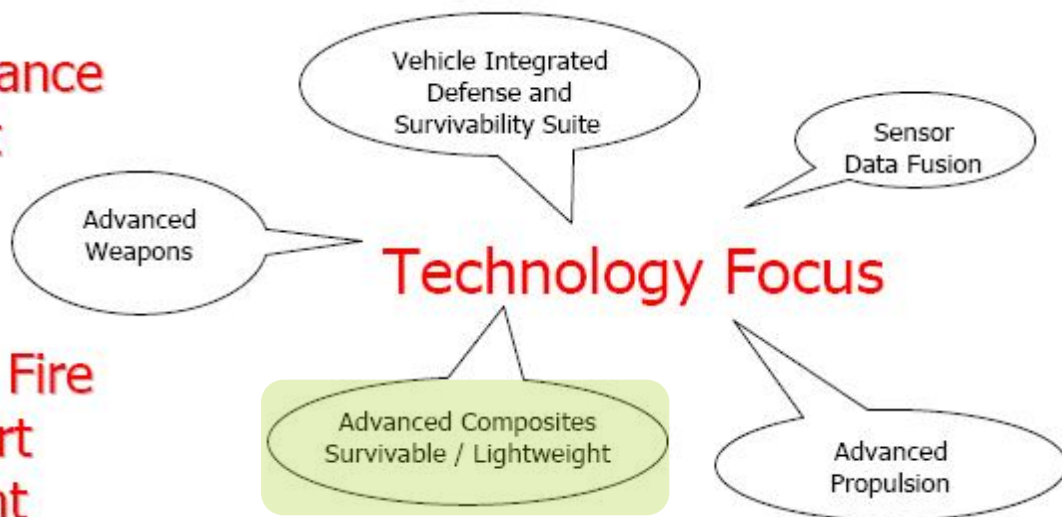 ance
Vehicle Integrated
Defense and
Survivability Suite
Sensor
Data Fusion
Advanced
Weapons
Technology Focus
Fire
rt
nt
Advanced Composites
Survivable / Lightweight
Advanced
Propulsion